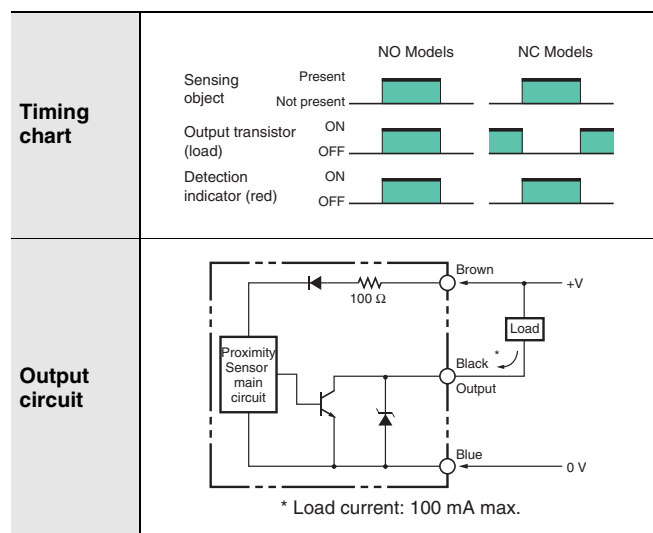 Timing
chart
NO Models
NC Models
Sensing
object
Present
Not present
Output transistor
(load)
ON
OFF
Detection
indicator (red)
ON
OFF
Output
circuit
Brown
+V
100 Ω
Load
Proximity
Sensor
main
circuit
*
Black
Output
Blue
0 V
* Load current: 100 mA max.